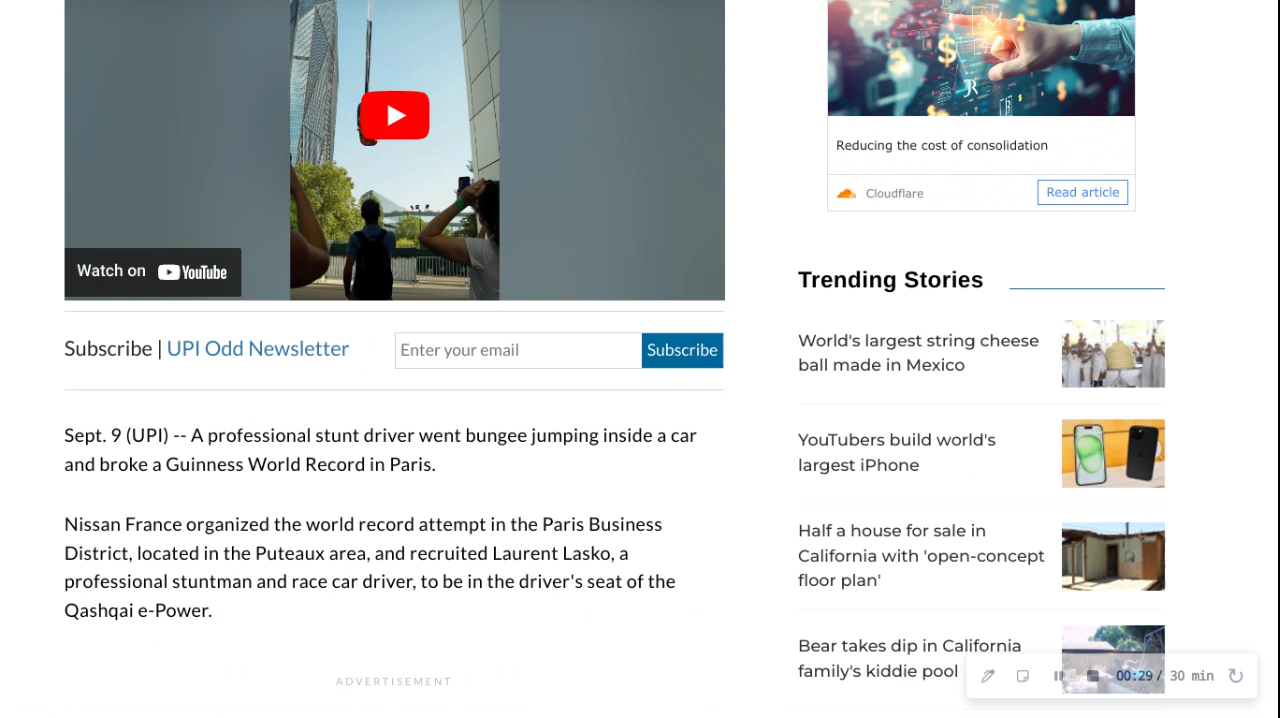 Watch on YouTube
Subscribe | UPI Odd Newsletter
Enter your email
Subscribe
Sept. 9 (UPI) -- A professional stunt driver went bungee jumping inside a car
and broke a Guinness World Record in Paris.
Nissan France organized the world record attempt in the Paris Business
District, located in the Puteaux area, and recruited Laurent Lasko, a
professional stuntman and race car driver, to be in the driver's seat of the
Qashqai e-Power.
ADVERTISEMENT
Reducing the cost of consolidation
Cloudflare
Read article
Trending Stories
World's largest string cheese
ball made in Mexico
YouTubers build world's
largest iPhone
Half a house for sale in
California with 'open-concept
floor plan'
Bear takes dip in California
family's kiddie pool
00:29 / 30 min